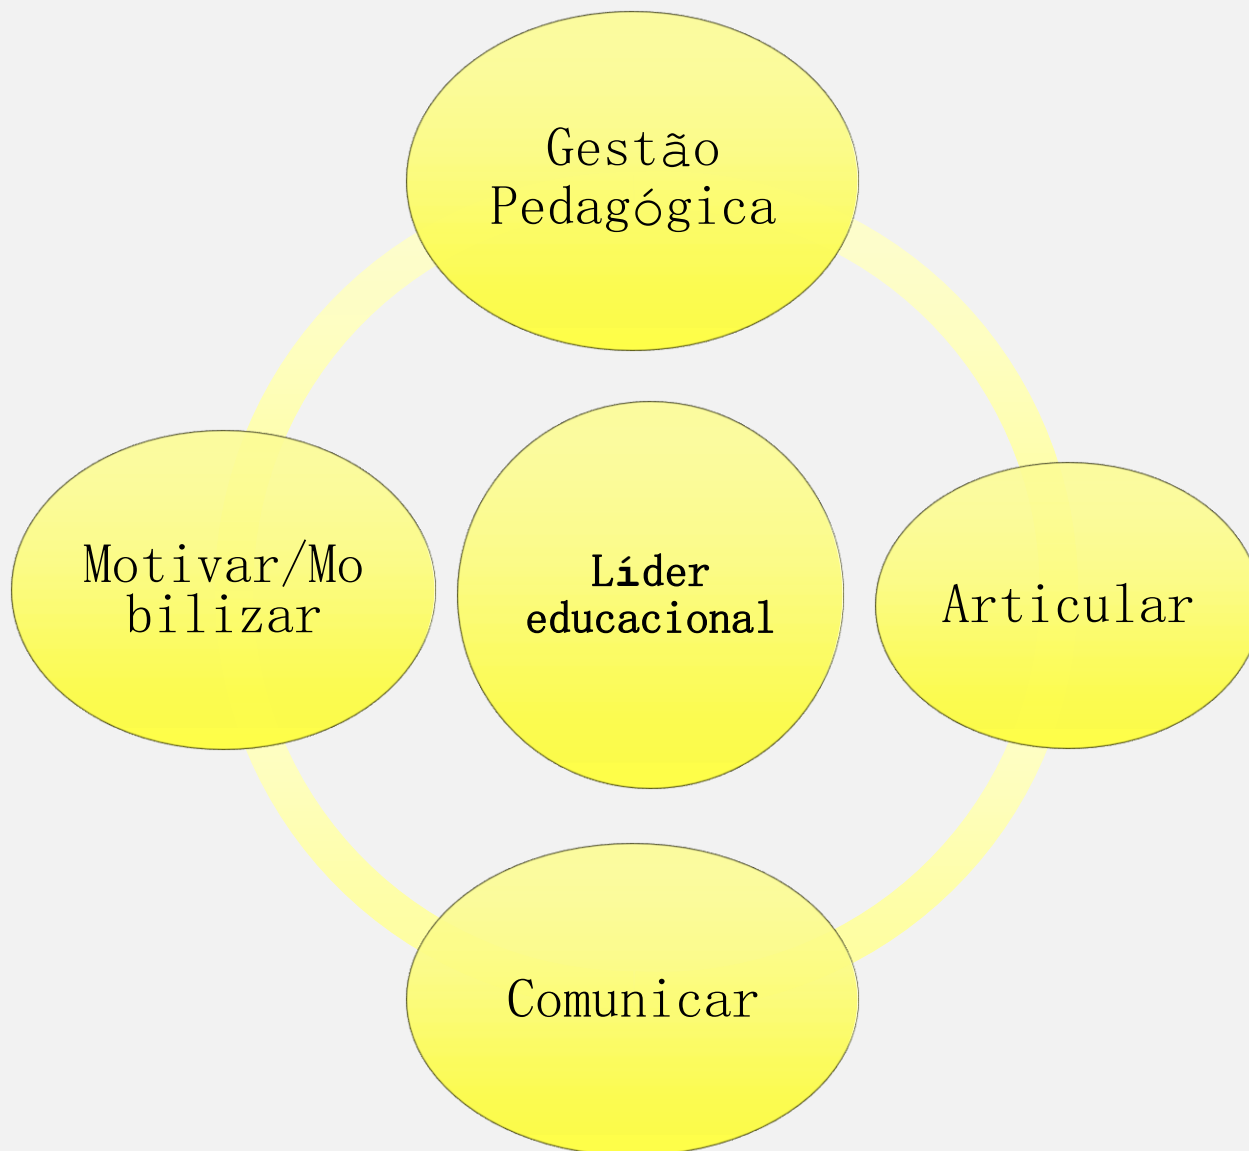 Gestão
Pedagógica
Motivar/Mo
bilizar
Líder
educacional
Articular
Comunicar